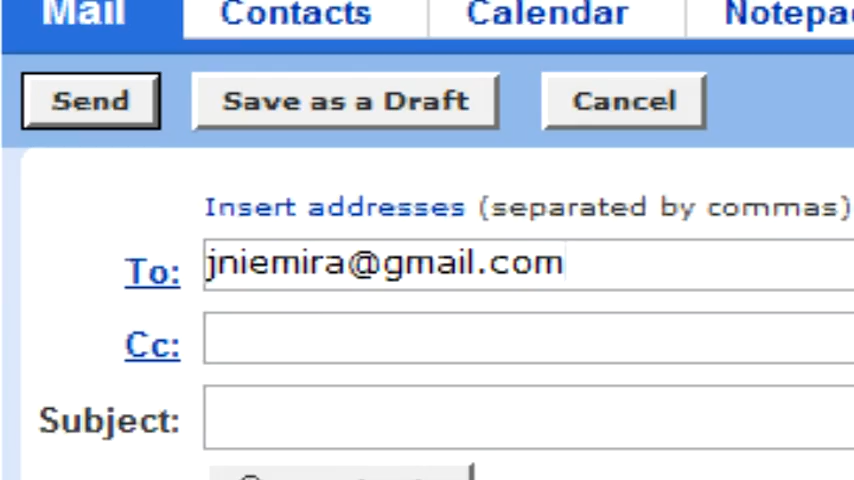 Mail Contacts Calendar
Send Save as a Draft Cancel
Insert addresses (separated by commas)
To: jniemira@gmail.com
Cc:
Subject: